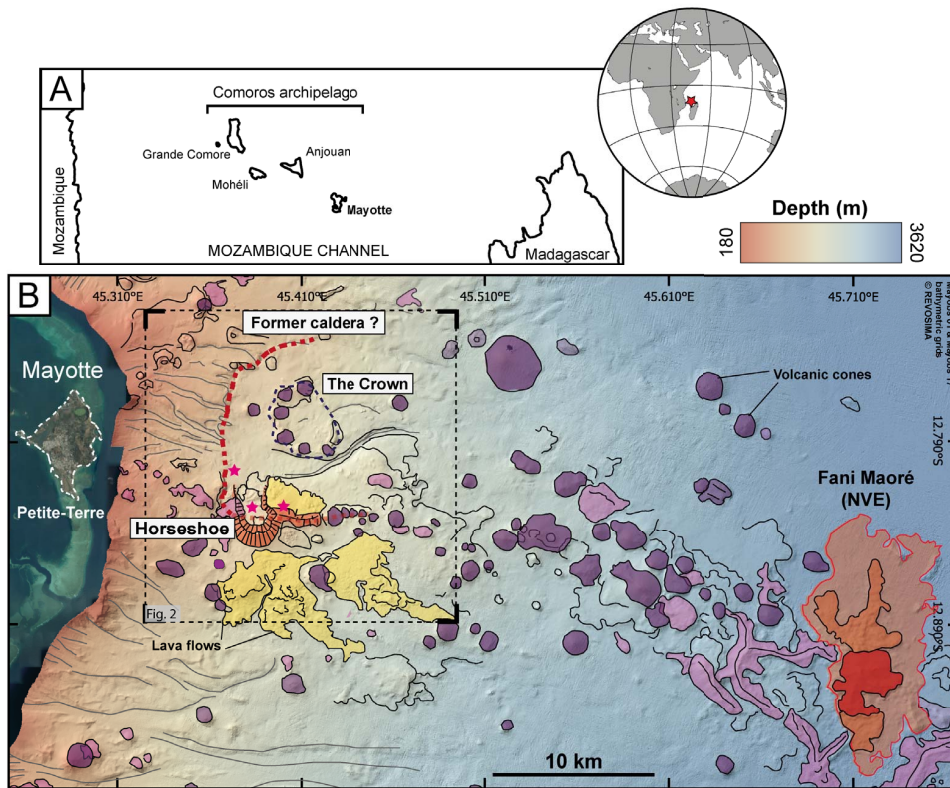 A
Comoros archipelago
Grande Comore
Anjouan
Mohéli
Mayotte
Mozambique
MOZAMBIQUE CHANNEL
Madagascar
Depth (m)
180
3620
B
45.310°E
45.410°E
45.510°E
45.610°E
45.710°E
bathymetric grids
© REVOSIMA
Former caldera ?
Mayotte
The Crown
Volcanic cones
12.790°S
Fani Maoré
(NVE)
Petite-Terre
Horseshoe
Fig. 2
12.890°S
Lava flows
10 km